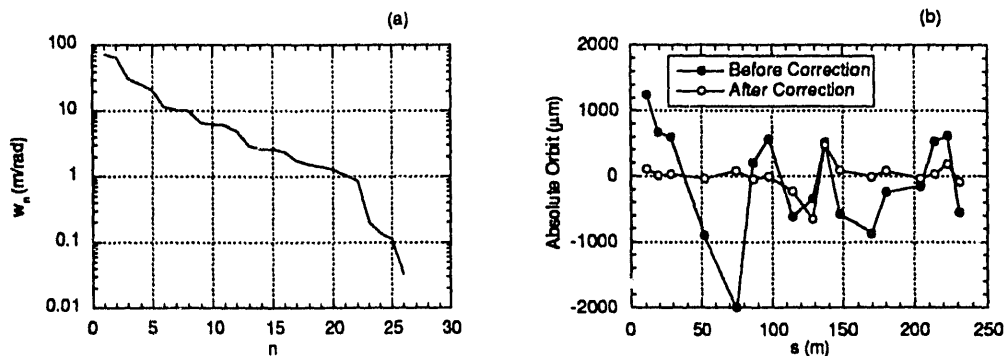 (a)
100
10
1
0.1
0.01
w_n (m/rad)
0 5 10 15 20 25 30
n
(b)
2000
1000
0
-1000
-2000
Absolute Orbit (μm)
Before Correction
After Correction
0 50 100 150 200 250
s (m)